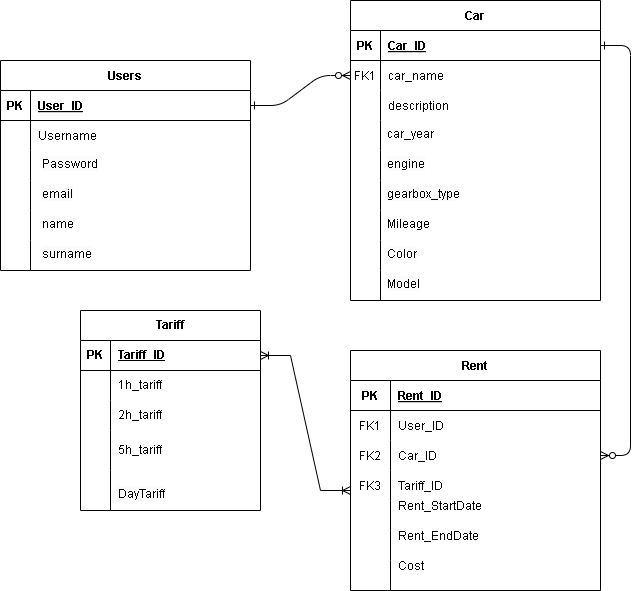 Car
PK Car_ID
FK1 car_name
description
car_year
engine
gearbox_type
Mileage
Color
Model
Users
PK User_ID
Username
Password
email
name
surname
Tariff
PK Tariff_ID
1h_tariff
2h_tariff
5h_tariff
DayTariff
Rent
PK Rent_ID
FK1 User_ID
FK2 Car_ID
FK3 Tariff_ID
Rent_StartDate
Rent_EndDate
Cost